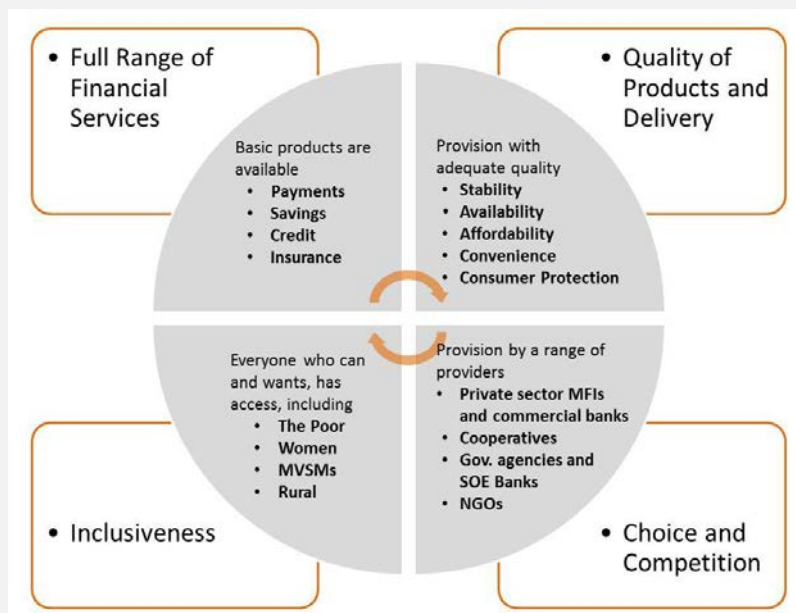 • Full Range of
Financial
Services
Basic products are
available
• Payments
• Savings
• Credit
• Insurance
• Quality of
Products and
Delivery
Provision with
adequate quality
• Stability
• Availability
• Affordability
• Convenience
• Consumer Protection
Everyone who can
and wants, has
access, including
• The Poor
• Women
• MVSMs
• Rural
• Inclusiveness
Provision by a range of
providers
• Private sector MFIs
and commercial banks
• Cooperatives
• Gov. agencies and
SOE Banks
• NGOs
• Choice and
Competition